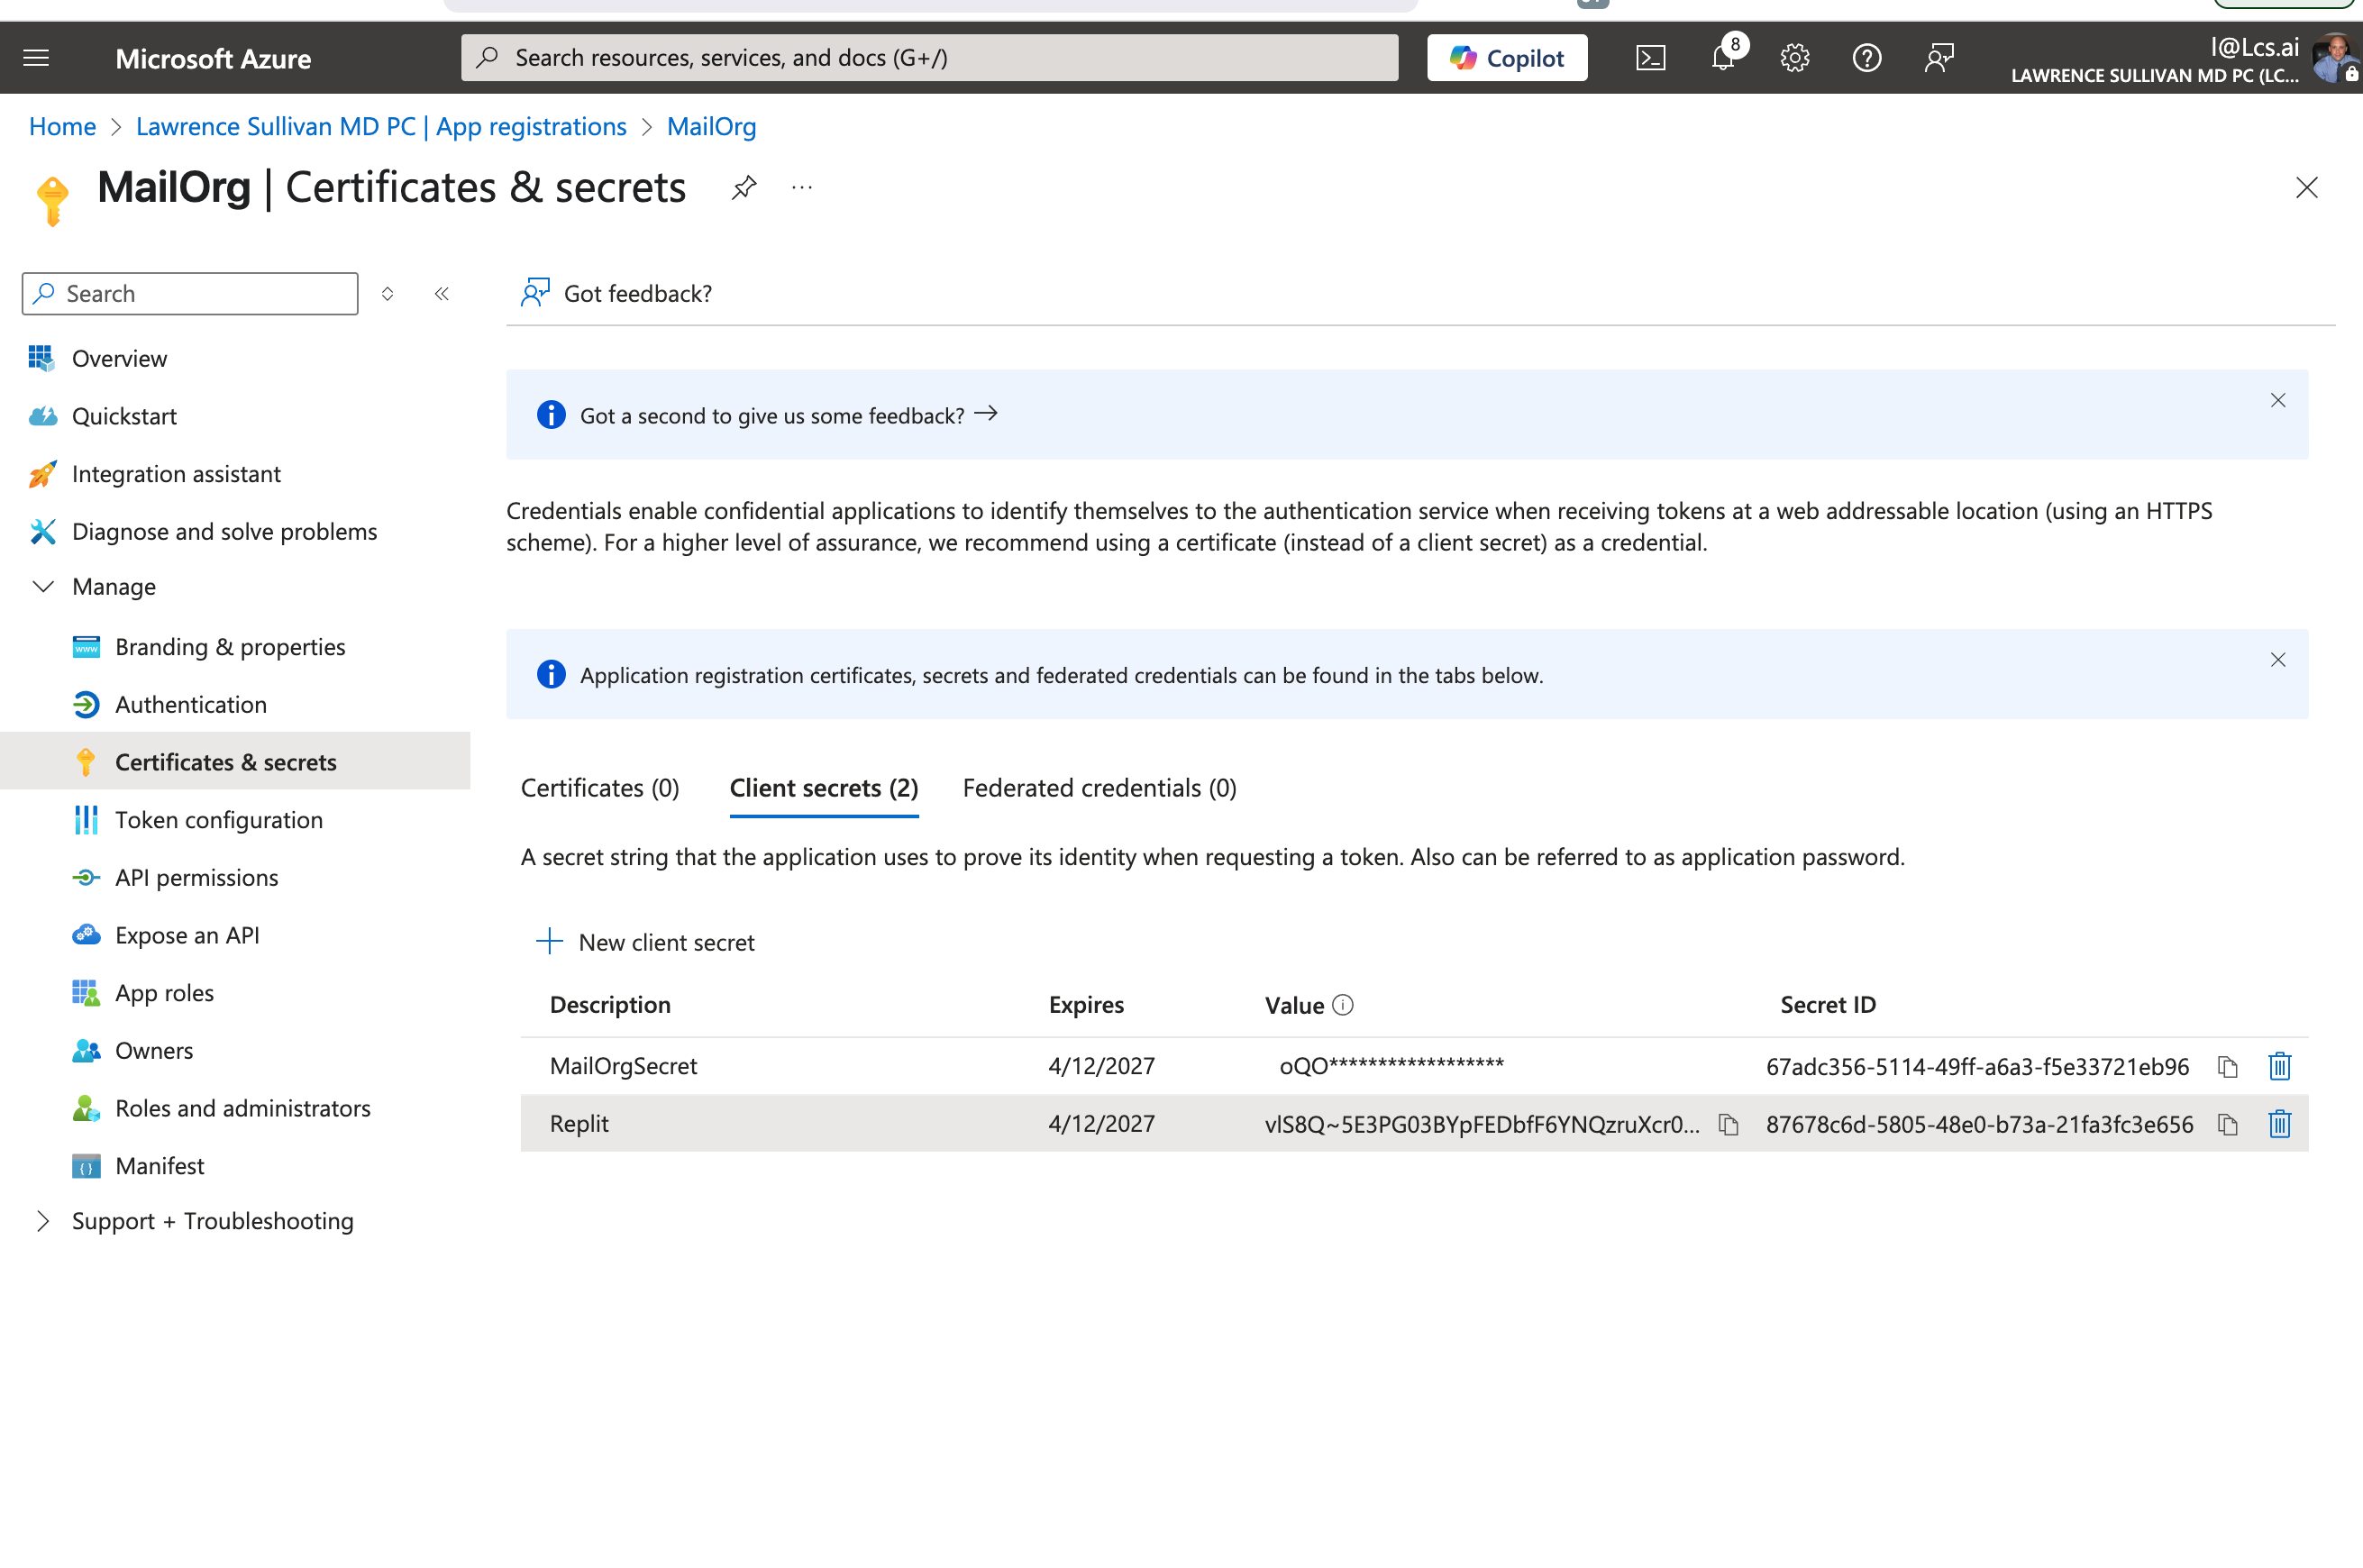 Microsoft Azure
Search resources, services, and docs (G+/)
Copilot
8
l@Lcs.ai
LAWRENCE SULLIVAN MD PC (LC...
Home > Lawrence Sullivan MD PC | App registrations > MailOrg
MailOrg | Certificates & secrets
Search
Got feedback?
Overview
Quickstart
Integration assistant
Diagnose and solve problems
Manage
Branding & properties
Authentication
Certificates & secrets
Token configuration
API permissions
Expose an API
App roles
Owners
Roles and administrators
Manifest
Support + Troubleshooting
Got a second to give us some feedback?
Credentials enable confidential applications to identify themselves to the authentication service when receiving tokens at a web addressable location (using an HTTPS
scheme). For a higher level of assurance, we recommend using a certificate (instead of a client secret) as a credential.
Application registration certificates, secrets and federated credentials can be found in the tabs below.
Certificates (0) Client secrets (2) Federated credentials (0)
A secret string that the application uses to prove its identity when requesting a token. Also can be referred to as application password.
New client secret
Description Expires Value Secret ID
MailOrgSecret 4/12/2027 oQO****************** 67adc356-5114-49ff-a6a3-f5e33721eb96
Replit 4/12/2027 vlS8Q~5E3PG03BYpFEDbfF6YNQzruXcr0... 87678c6d-5805-48e0-b73a-21fa3fc3e656